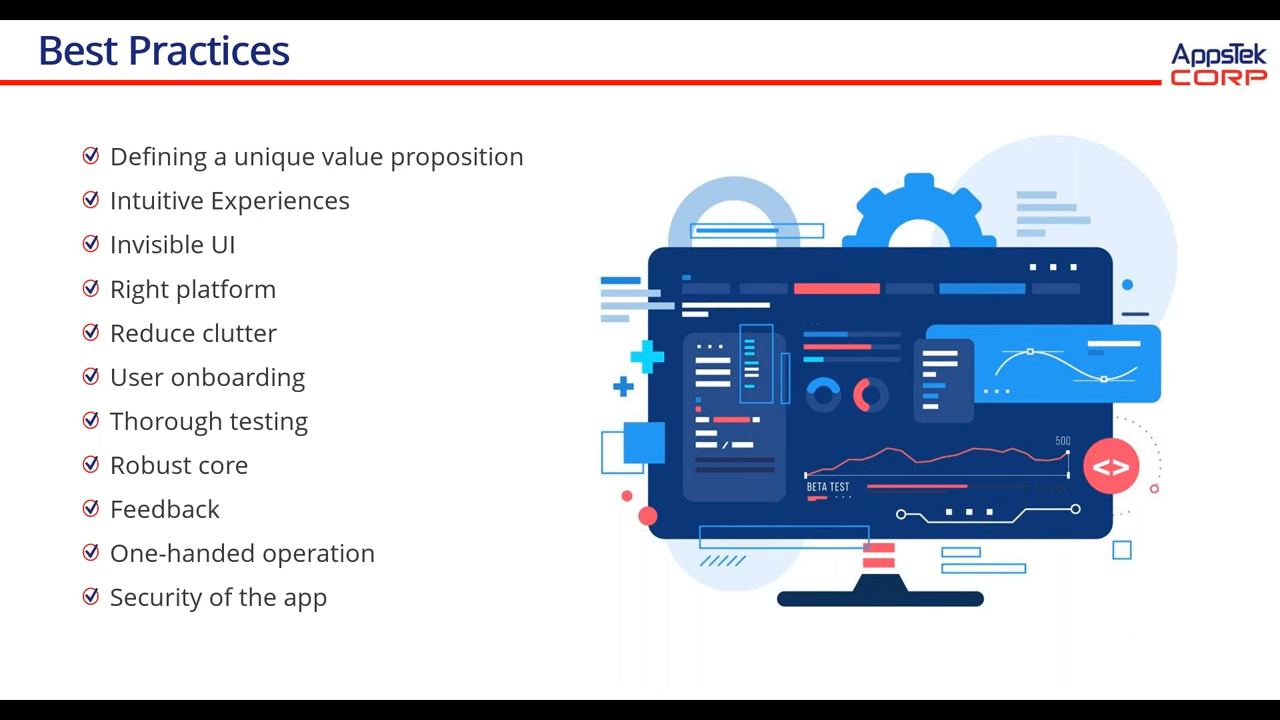 Best Practices
AppsTek
CORP
Defining a unique value proposition
Intuitive Experiences
Invisible UI
Right platform
Reduce clutter
User onboarding
Thorough testing
Robust core
Feedback
One-handed operation
Security of the app
500
<>
BETA TEST